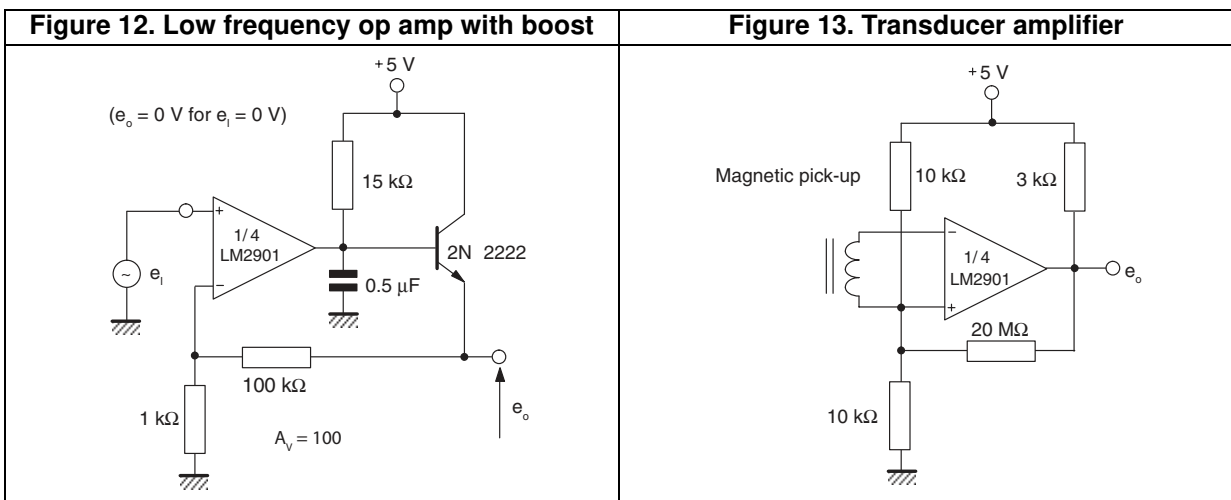 Figure 12. Low frequency op amp with boost
+5 V
(eₒ = 0 V for eₗ = 0 V)
15 kΩ
+
1/4
LM2901
−
2N 2222
~
eₗ
0.5 μF
100 kΩ
1 kΩ
Aᵥ = 100
eₒ
Figure 13. Transducer amplifier
+5 V
Magnetic pick-up
10 kΩ
3 kΩ
−
1/4
LM2901
+
eₒ
20 MΩ
10 kΩ